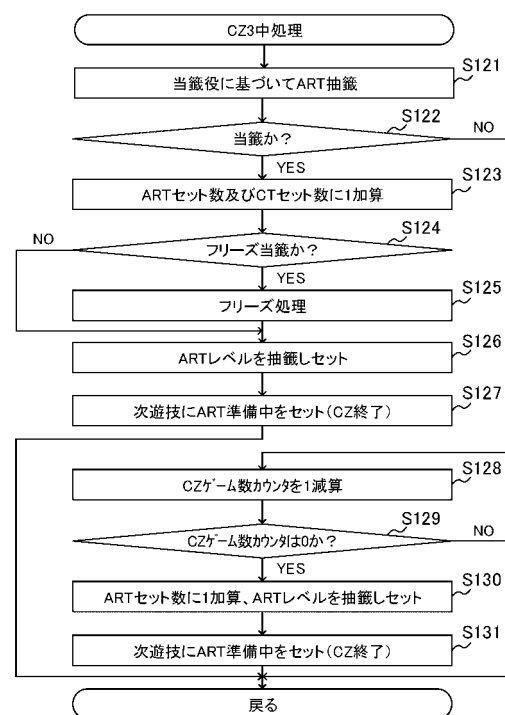 CZ3中処理
S121
当籤役に基づいてART抽籤
S122
当籤か？
NO
YES
S123
ARTセット数及びCTセット数に1加算
S124
NO
フリーズ当籤か？
YES
S125
フリーズ処理
S126
ARTレベルを抽籤しセット
S127
次遊技にART準備中をセット(CZ終了)
S128
CZゲーム数カウンタを1減算
S129
CZゲーム数カウンタは0か？
NO
YES
S130
ARTセット数に1加算、ARTレベルを抽籤しセット
S131
次遊技にART準備中をセット(CZ終了)
戻る